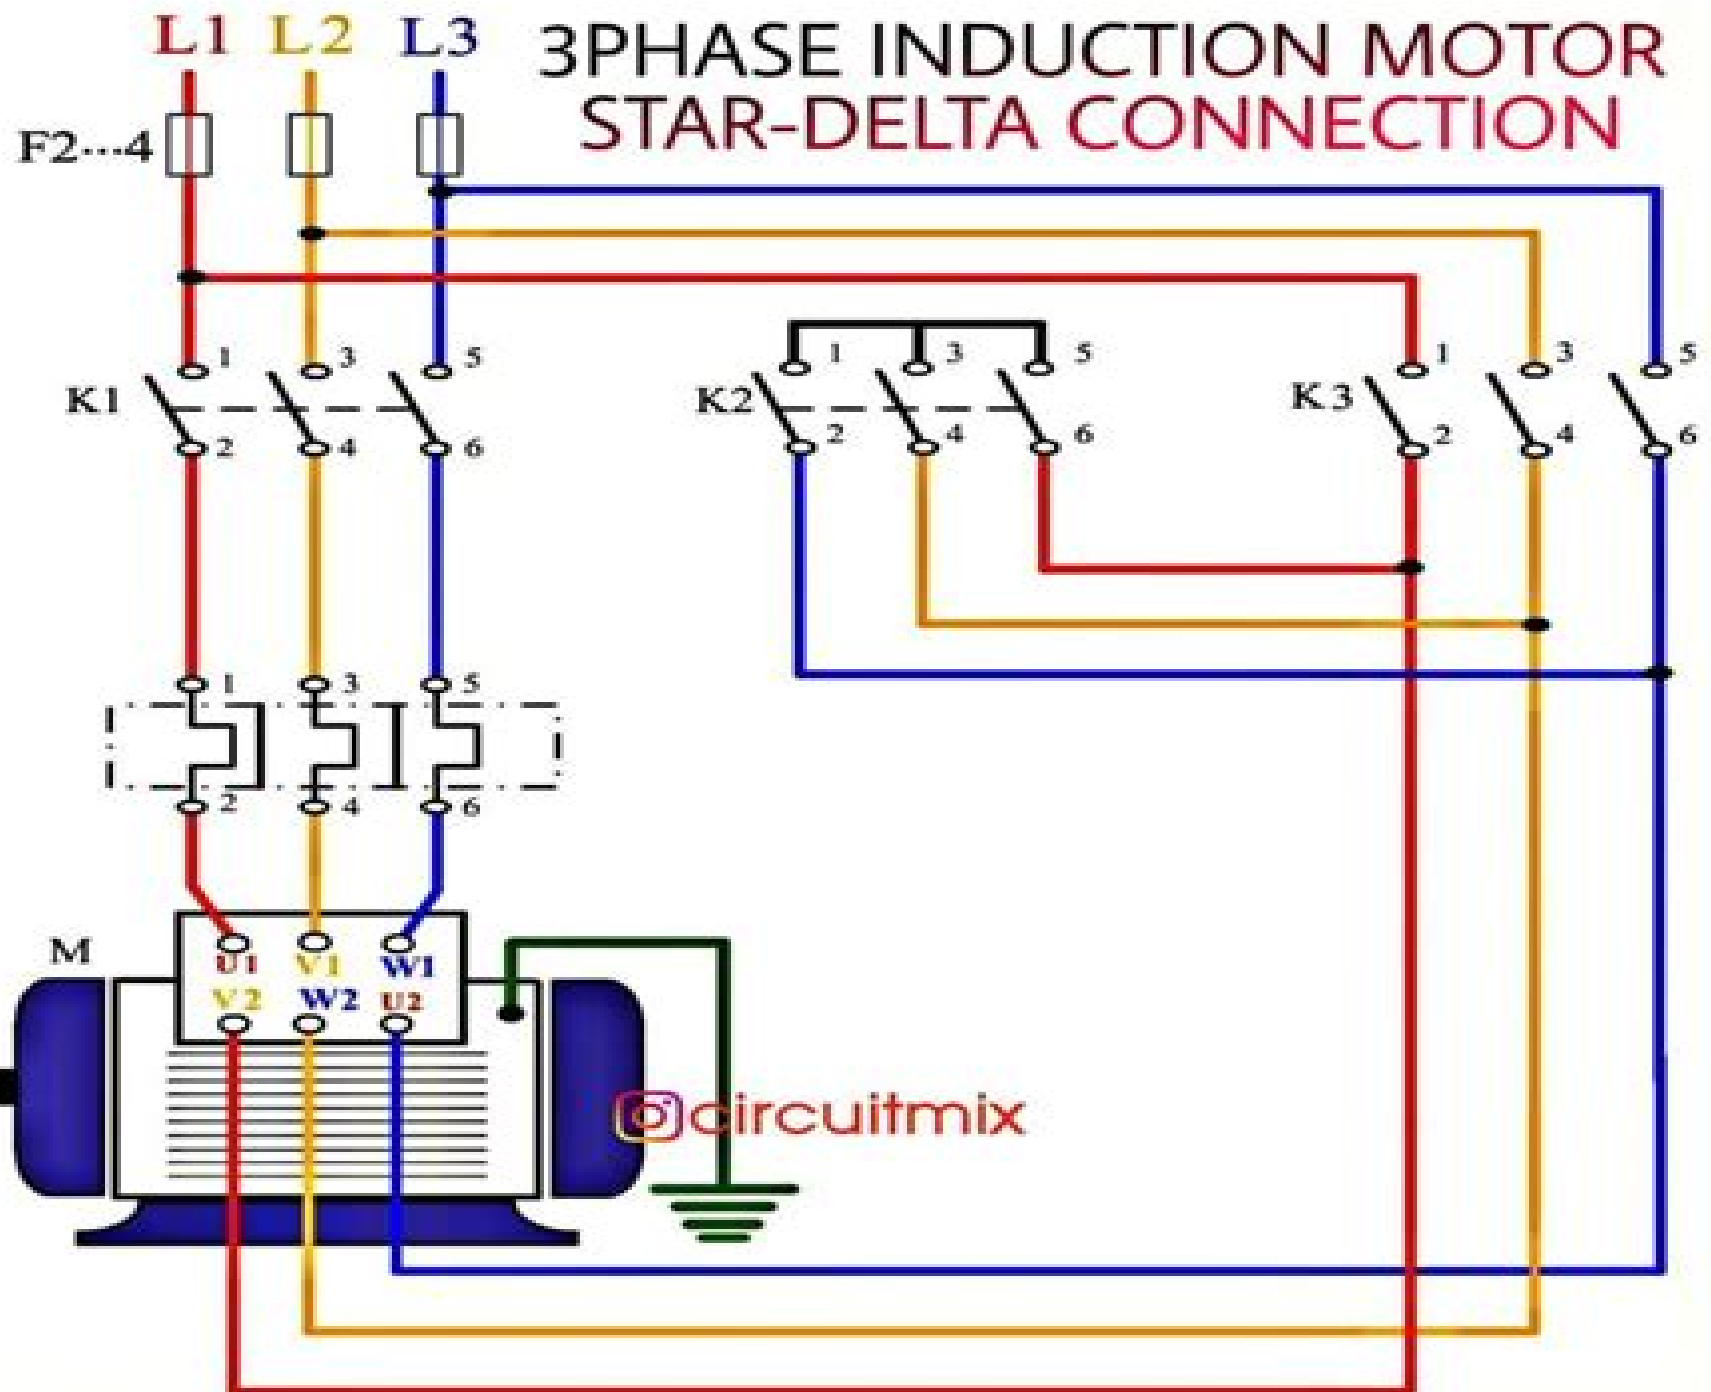 L1 L2 L3
3PHASE INDUCTION MOTOR
STAR-DELTA CONNECTION
F2...4
1 3 5
K1
2 4 6
1 3 5
K2
2 4 6
1 3 5
K3
2 4 6
1 3 5
2 4 6
M
U1 V1 W1
V2 W2 U2
circuitmix